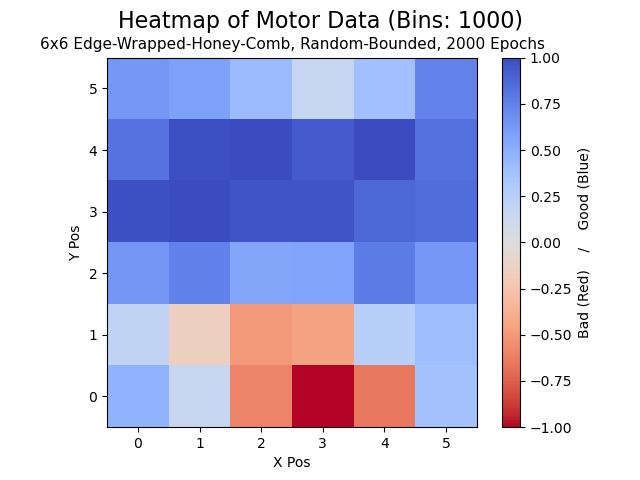 Heatmap of Motor Data (Bins: 1000)
6x6 Edge-Wrapped-Honey-Comb, Random-Bounded, 2000 Epochs
5
4
3
2
1
0
Y Pos
0 1 2 3 4 5
X Pos
1.00
0.75
0.50
0.25
0.00
−0.25
−0.50
−0.75
−1.00
Bad (Red) / Good (Blue)